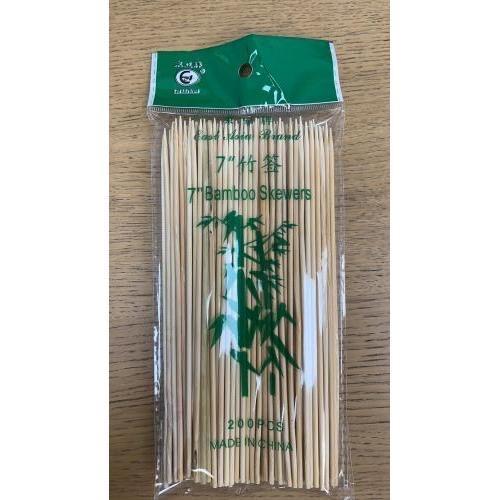 East Asia Brand
7"竹签
7"Bamboo Skewers
200PCS
MADE IN CHINA